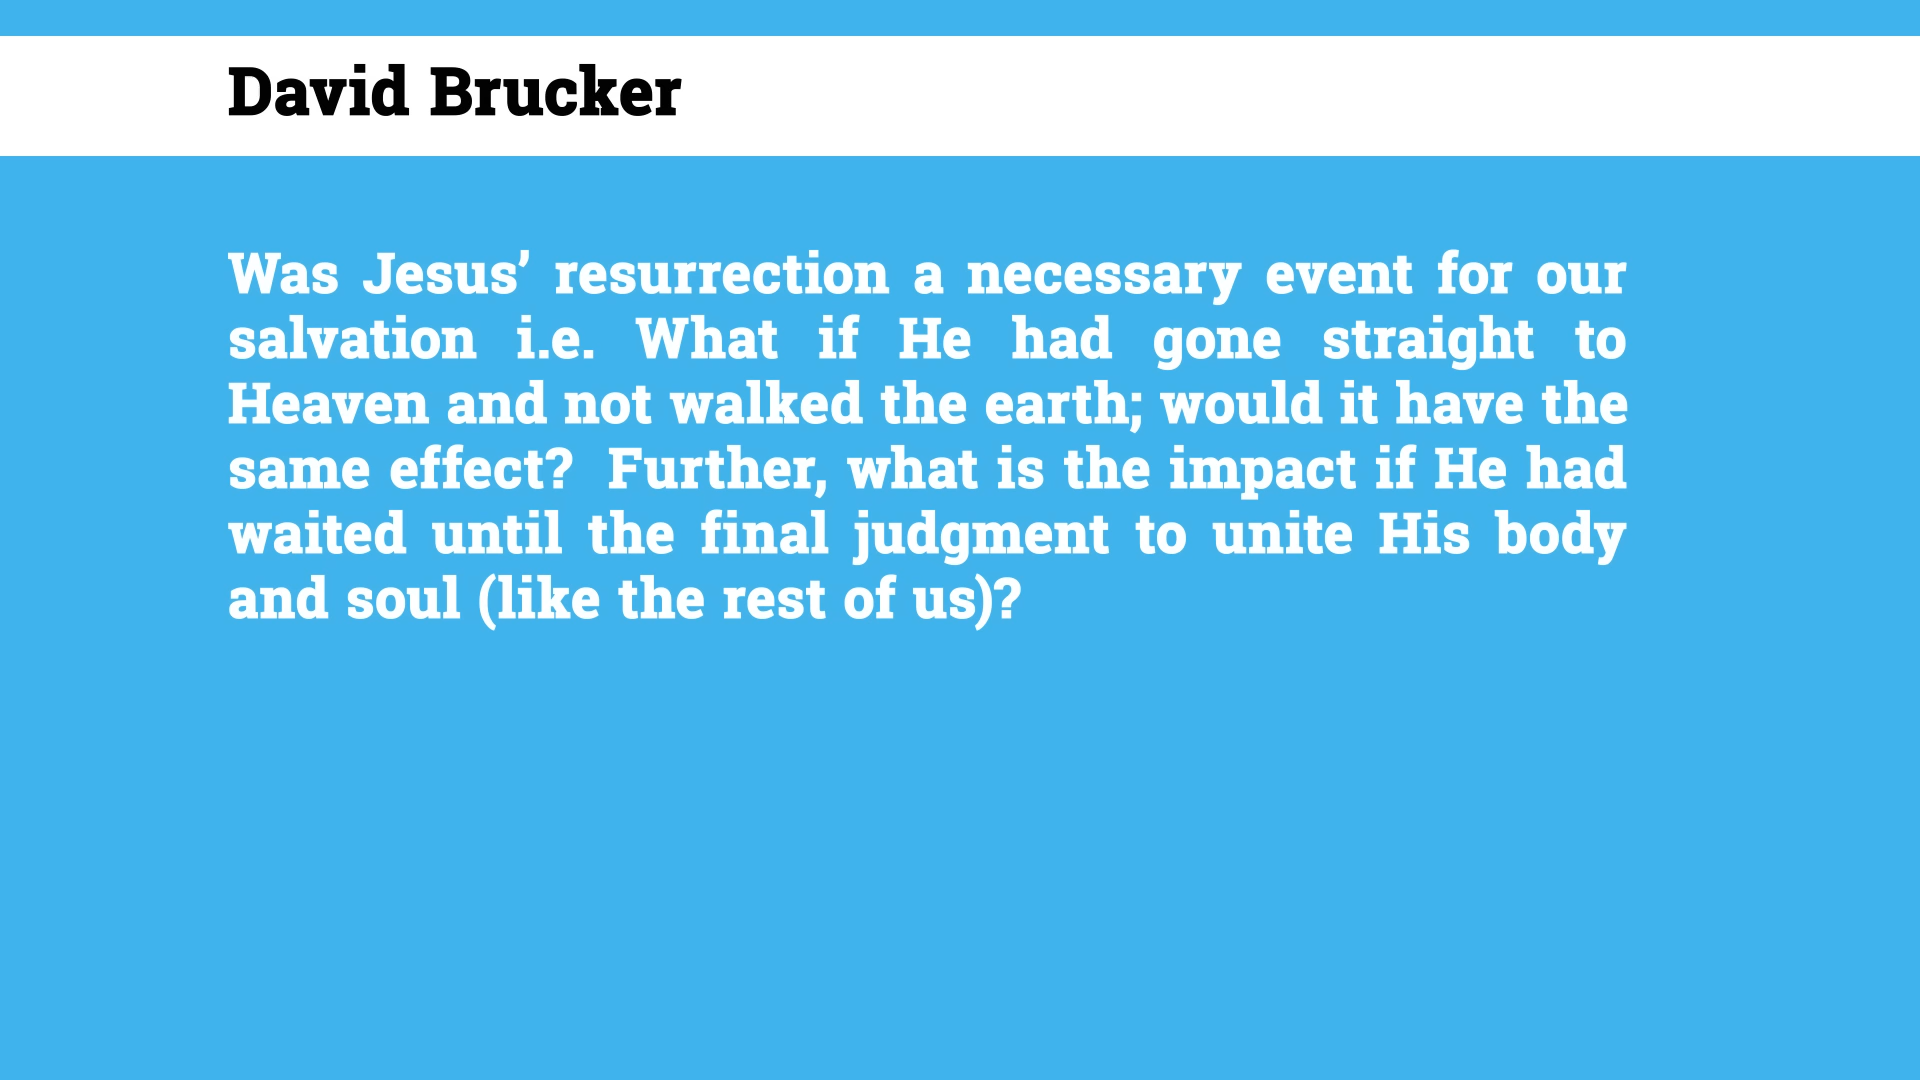 David Brucker
Was Jesus’ resurrection a necessary event for our
salvation i.e. What if He had gone straight to
Heaven and not walked the earth; would it have the
same effect?  Further, what is the impact if He had
waited until the final judgment to unite His body
and soul (like the rest of us)?